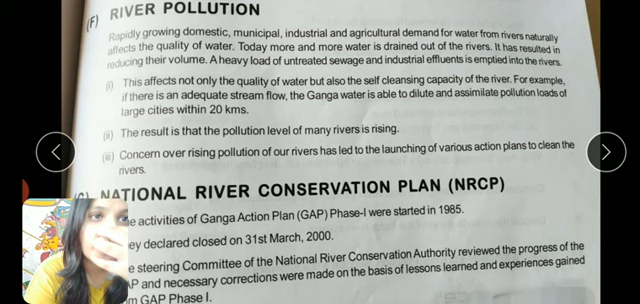 (F) RIVER POLLUTION
Rapidly growing domestic, municipal, industrial and agricultural demand for water from rivers naturally
affects the quality of water. Today more and more water is drained out of the rivers. It has resulted in
reducing their volume. A heavy load of untreated sewage and industrial effluents is emptied into the rivers.
(i) This affects not only the quality of water but also the self cleansing capacity of the river. For example,
if there is an adequate stream flow, the Ganga water is able to dilute and assimilate pollution loads of
large cities within 20 kms.
(ii) The result is that the pollution level of many rivers is rising.
(iii) Concern over rising pollution of our rivers has led to the launching of various action plans to clean the
rivers.
NATIONAL RIVER CONSERVATION PLAN (NRCP)
e activities of Ganga Action Plan (GAP) Phase-I were started in 1985.
ey declared closed on 31st March, 2000.
e steering Committee of the National River Conservation Authority reviewed the progress of the
AP and necessary corrections were made on the basis of lessons learned and experiences gained
m GAP Phase I.